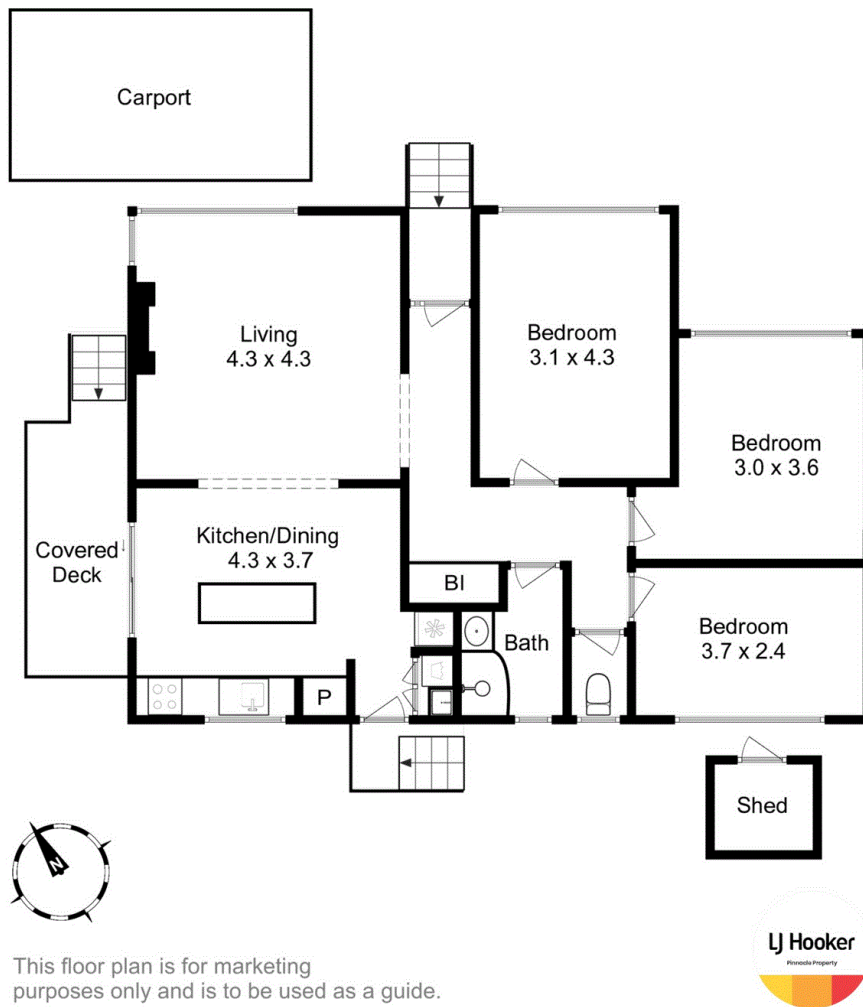 Carport
Living
4.3 x 4.3
Bedroom
3.1 x 4.3
Bedroom
3.0 x 3.6
Kitchen/Dining
4.3 x 3.7
Covered
Deck
BI
Bath
Bedroom
3.7 x 2.4
P
Shed
N
This floor plan is for marketing
purposes only and is to be used as a guide.
LJ Hooker
Pinnacle Property